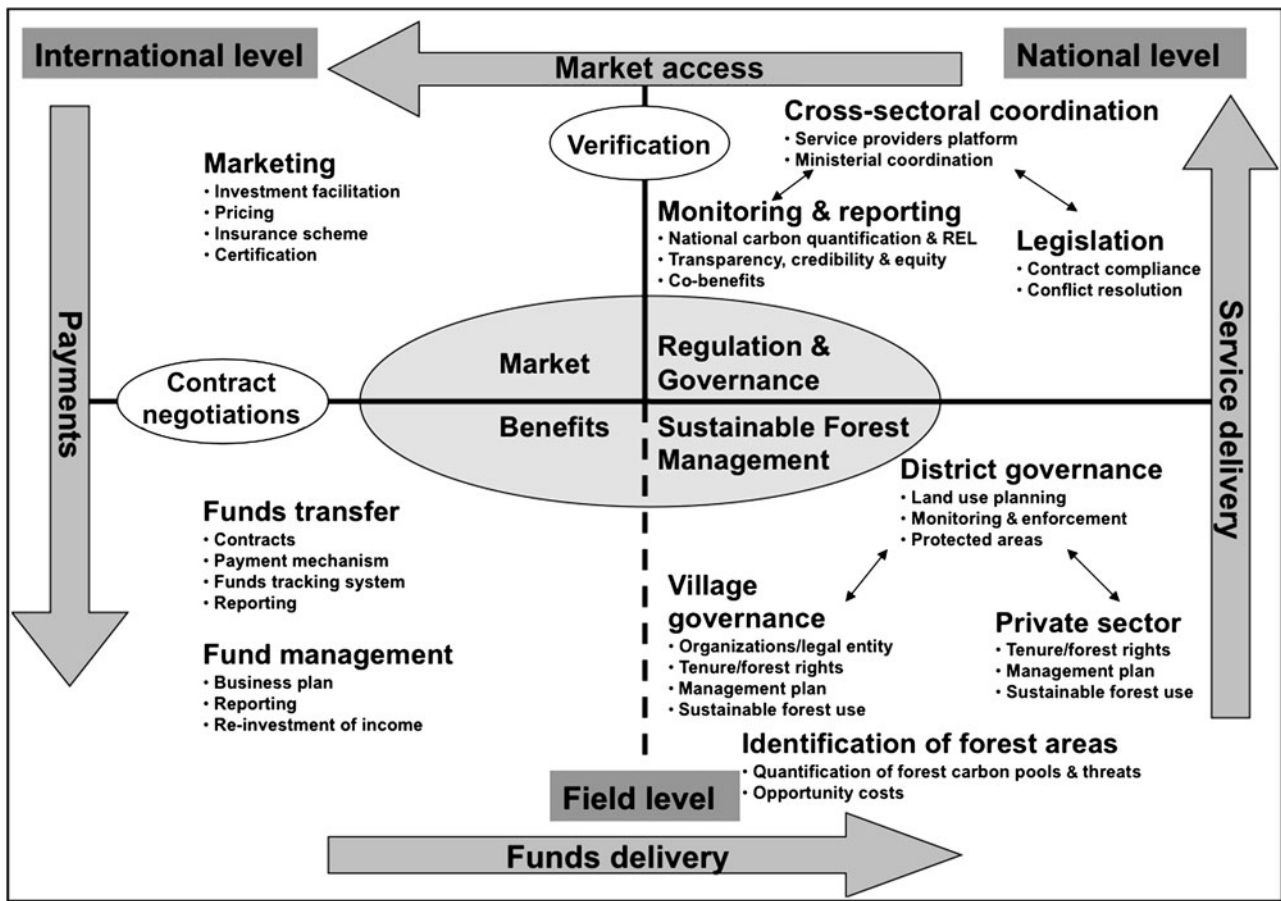 International level
Market access
National level
Verification
Cross-sectoral coordination
• Service providers platform
• Ministerial coordination
Marketing
• Investment facilitation
• Pricing
• Insurance scheme
• Certification
Monitoring & reporting
• National carbon quantification & REL
• Transparency, credibility & equity
• Co-benefits
Legislation
• Contract compliance
• Conflict resolution
Payments
Service delivery
Contract
negotiations
Market
Regulation &
Governance
Benefits
Sustainable Forest
Management
District governance
• Land use planning
• Monitoring & enforcement
• Protected areas
Funds transfer
• Contracts
• Payment mechanism
• Funds tracking system
• Reporting
Village
governance
• Organizations/legal entity
• Tenure/forest rights
• Management plan
• Sustainable forest use
Private sector
• Tenure/forest rights
• Management plan
• Sustainable forest use
Fund management
• Business plan
• Reporting
• Re-investment of income
Identification of forest areas
• Quantification of forest carbon pools & threats
• Opportunity costs
Field level
Funds delivery